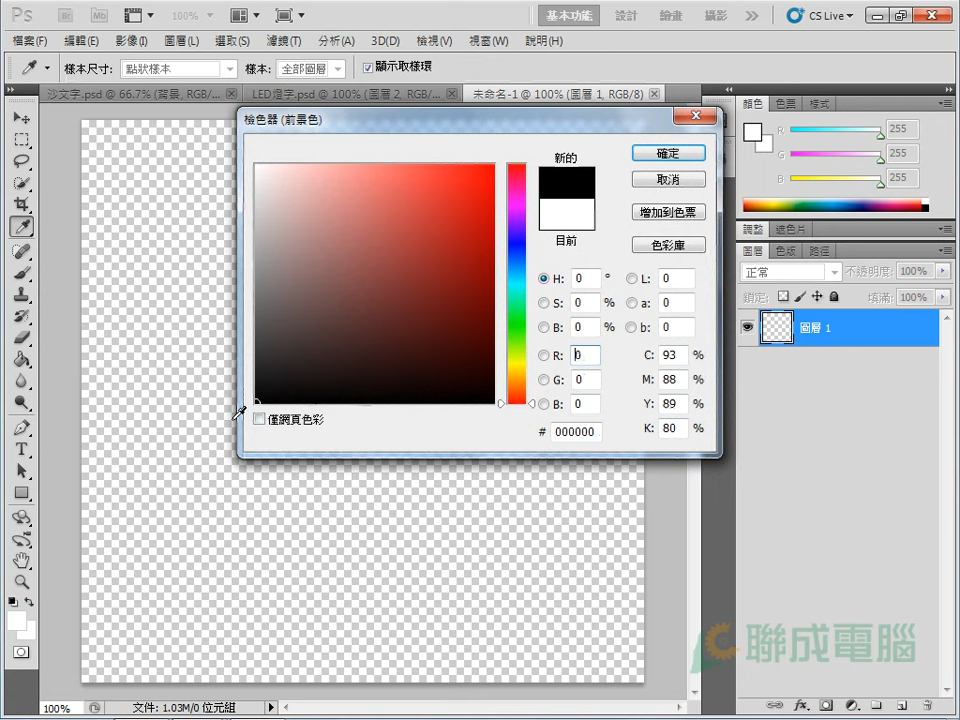 Ps Br Mb 100% 基本功能 設計 繪畫 攝影 CS Live
檔案(F) 編輯(E) 影像(I) 圖層(L) 選取(S) 濾鏡(T) 分析(A) 3D(D) 檢視(V) 視窗(W) 說明(H)
樣本尺寸: 點狀樣本 樣本: 全部圖層 顯示取樣環
沙文字.psd @ 66.7% (背景, RGB/... LED燈字.psd @ 100% (圖層 2, RGB/... 未命名-1 @ 100% (圖層 1, RGB/8)
檢色器 (前景色)
新的
目前
確定
取消
增加到色票
色彩庫
H: 0 °
S: 0 %
B: 0 %
R: 0
G: 0
B: 0
# 000000
L: 0
a: 0
b: 0
C: 93 %
M: 88 %
Y: 89 %
K: 80 %
僅網頁色彩
顏色 色票 樣式
R 255
G 255
B 255
調整 遮色片
圖層 色版 路徑
正常 不透明度: 100%
鎖定: 填滿: 100%
圖層 1
聯成電腦
100% 文件: 1.03M/0 位元組